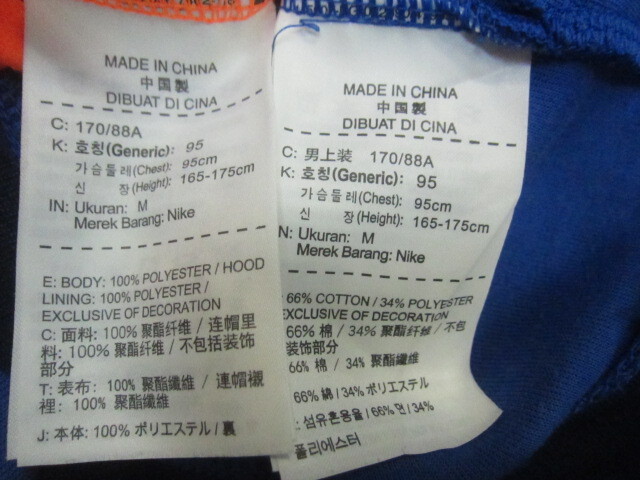 MADE IN CHINA
中国製
DIBUAT DI CINA
C: 170/88A
K: 호칭(Generic): 95
가슴둘레(Chest): 95cm
신 장(Height): 165-175cm
IN: Ukuran: M
Merek Barang: Nike
E: BODY: 100% POLYESTER / HOOD
LINING: 100% POLYESTER /
EXCLUSIVE OF DECORATION
C: 面料: 100% 聚酯纤维 / 连帽里
料: 100% 聚酯纤维 / 不包括装饰
部分
T: 表布: 100% 聚酯纖維 / 連帽襯
裡: 100% 聚酯纖維
J: 本体: 100% ポリエステル / 裏
MADE IN CHINA
中国製
DIBUAT DI CINA
C: 男上装 170/88A
K: 호칭(Generic): 95
가슴둘레(Chest): 95cm
신 장(Height): 165-175cm
N: Ukuran: M
Merek Barang: Nike
66% COTTON / 34% POLYESTER
EXCLUSIVE OF DECORATION
66% 棉 / 34% 聚酯纤维 / 不包
装饰部分
66% 棉 / 34% 聚酯纖維
66% 綿 / 34% ポリエステル
: 섬유혼용율 / 66% 면 / 34%
폴리에스터